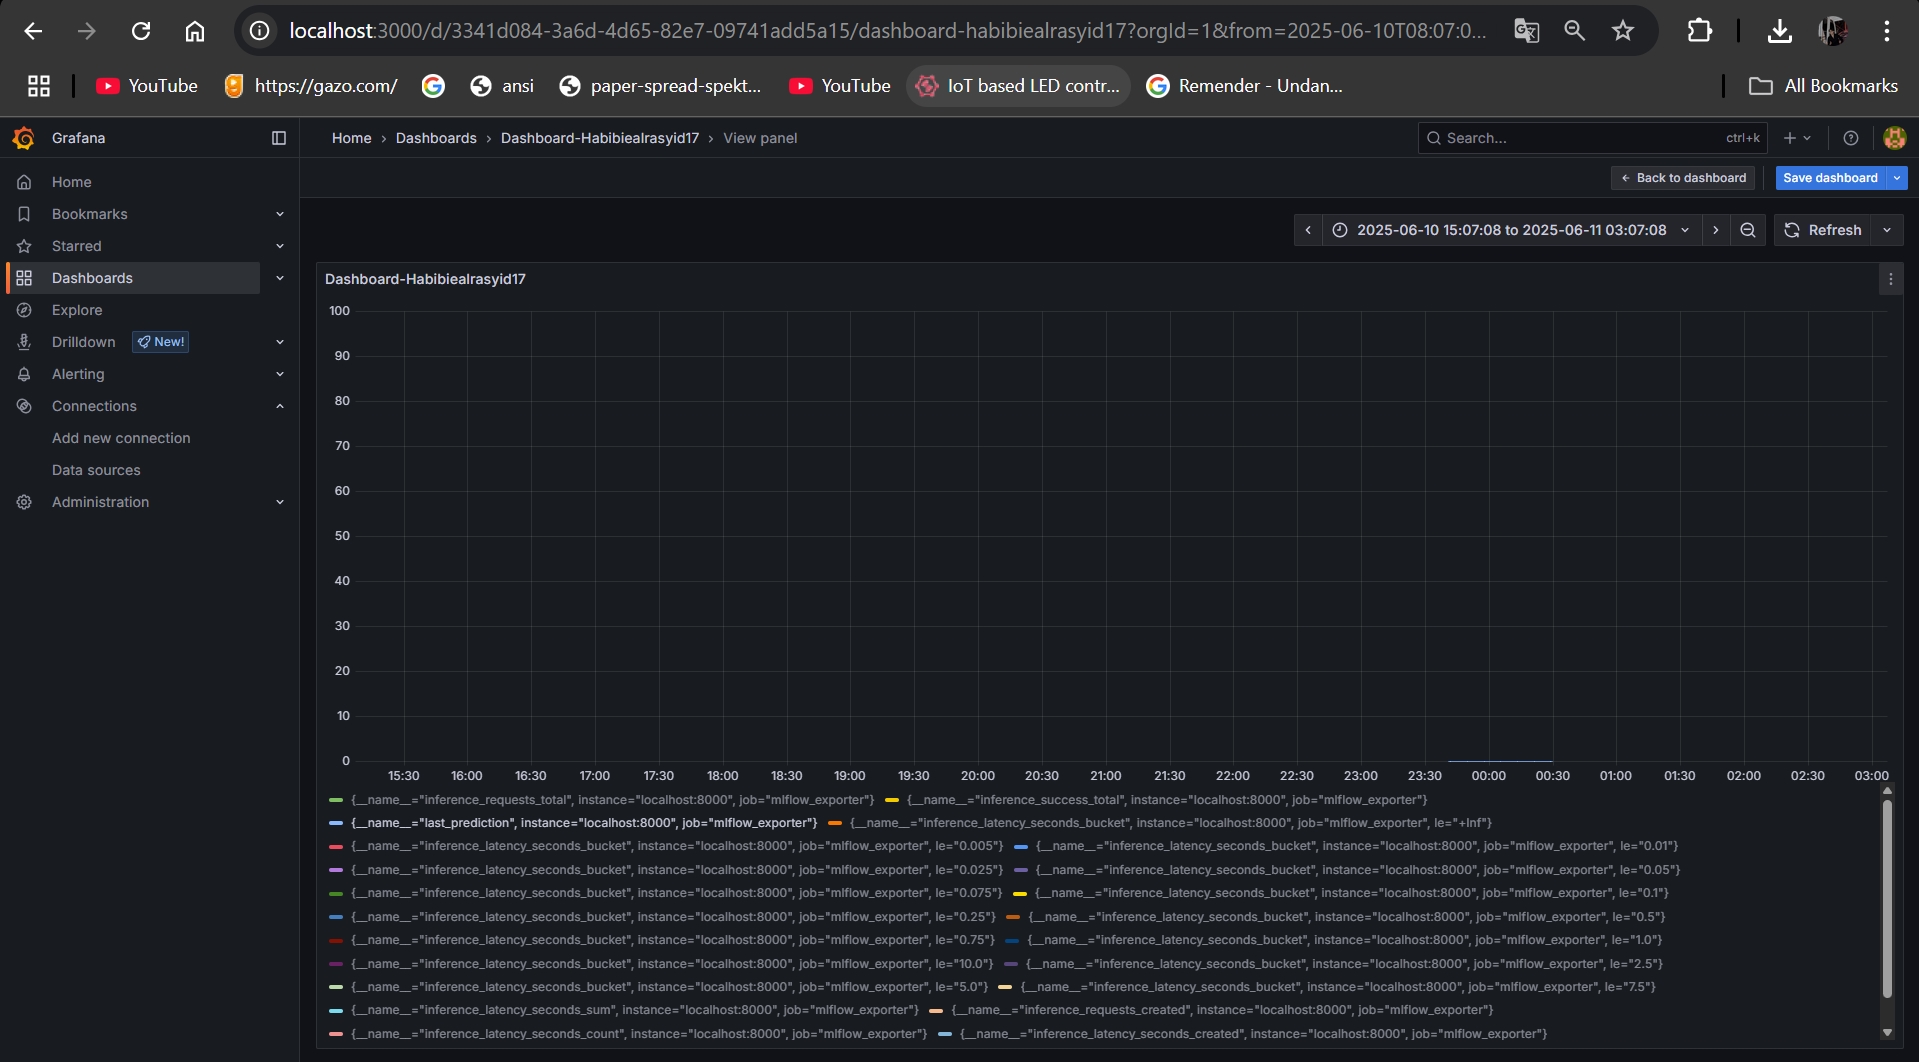 localhost:3000/d/3341d084-3a6d-4d65-82e7-09741add5a15/dashboard-habibiealrasyid17?orgId=1&from=2025-06-10T08:07:0...
YouTube https://gazo.com/ ansi paper-spread-spekt... YouTube IoT based LED contr... Remender - Undan... All Bookmarks
Grafana Home › Dashboards › Dashboard-Habibiealrasyid17 › View panel Search... ctrl+k
Back to dashboard Save dashboard
Home
Bookmarks
Starred
Dashboards
Explore
Drilldown New!
Alerting
Connections
Add new connection
Data sources
Administration
2025-06-10 15:07:08 to 2025-06-11 03:07:08 Refresh
Dashboard-Habibiealrasyid17
100
90
80
70
60
50
40
30
20
10
0
15:30 16:00 16:30 17:00 17:30 18:00 18:30 19:00 19:30 20:00 20:30 21:00 21:30 22:00 22:30 23:00 23:30 00:00 00:30 01:00 01:30 02:00 02:30 03:00
{__name__="inference_requests_total", instance="localhost:8000", job="mlflow_exporter"} {__name__="inference_success_total", instance="localhost:8000", job="mlflow_exporter"}
{__name__="last_prediction", instance="localhost:8000", job="mlflow_exporter"} {__name__="inference_latency_seconds_bucket", instance="localhost:8000", job="mlflow_exporter", le="+Inf"}
{__name__="inference_latency_seconds_bucket", instance="localhost:8000", job="mlflow_exporter", le="0.005"} {__name__="inference_latency_seconds_bucket", instance="localhost:8000", job="mlflow_exporter", le="0.01"}
{__name__="inference_latency_seconds_bucket", instance="localhost:8000", job="mlflow_exporter", le="0.025"} {__name__="inference_latency_seconds_bucket", instance="localhost:8000", job="mlflow_exporter", le="0.05"}
{__name__="inference_latency_seconds_bucket", instance="localhost:8000", job="mlflow_exporter", le="0.075"} {__name__="inference_latency_seconds_bucket", instance="localhost:8000", job="mlflow_exporter", le="0.1"}
{__name__="inference_latency_seconds_bucket", instance="localhost:8000", job="mlflow_exporter", le="0.25"} {__name__="inference_latency_seconds_bucket", instance="localhost:8000", job="mlflow_exporter", le="0.5"}
{__name__="inference_latency_seconds_bucket", instance="localhost:8000", job="mlflow_exporter", le="0.75"} {__name__="inference_latency_seconds_bucket", instance="localhost:8000", job="mlflow_exporter", le="1.0"}
{__name__="inference_latency_seconds_bucket", instance="localhost:8000", job="mlflow_exporter", le="10.0"} {__name__="inference_latency_seconds_bucket", instance="localhost:8000", job="mlflow_exporter", le="2.5"}
{__name__="inference_latency_seconds_bucket", instance="localhost:8000", job="mlflow_exporter", le="5.0"} {__name__="inference_latency_seconds_bucket", instance="localhost:8000", job="mlflow_exporter", le="7.5"}
{__name__="inference_latency_seconds_sum", instance="localhost:8000", job="mlflow_exporter"} {__name__="inference_requests_created", instance="localhost:8000", job="mlflow_exporter"}
{__name__="inference_latency_seconds_count", instance="localhost:8000", job="mlflow_exporter"} {__name__="inference_latency_seconds_created", instance="localhost:8000", job="mlflow_exporter"}